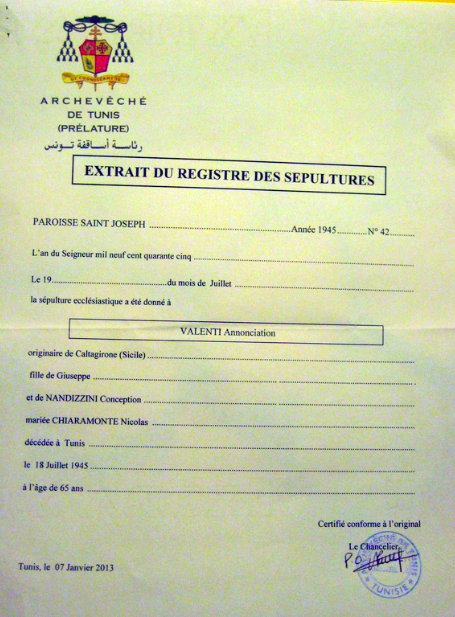 ARCHEVÊCHÉ
DE TUNIS
(PRÉLATURE)
رئاسة أساقفة تونس
EXTRAIT DU REGISTRE DES SEPULTURES
PAROISSE SAINT JOSEPH ...Année 1945...N° 42...
L'an du Seigneur mil neuf cent quarante cinq ...
Le 19...du mois de Juillet ...
la sépulture ecclésiastique a été donné à
VALENTI Annonciation
originaire de Caltagirone (Sicile)...
fille de Giuseppe ...
et de NANDIZZINI Conception ...
mariée CHIARAMONTE Nicolas ...
décédée à Tunis ...
le 18 Juillet 1945...
à l'âge de 65 ans ...
Certifié conforme à l'original
Le Chancelier
P.O
Tunis, le 07 Janvier 2013
TUNISIE